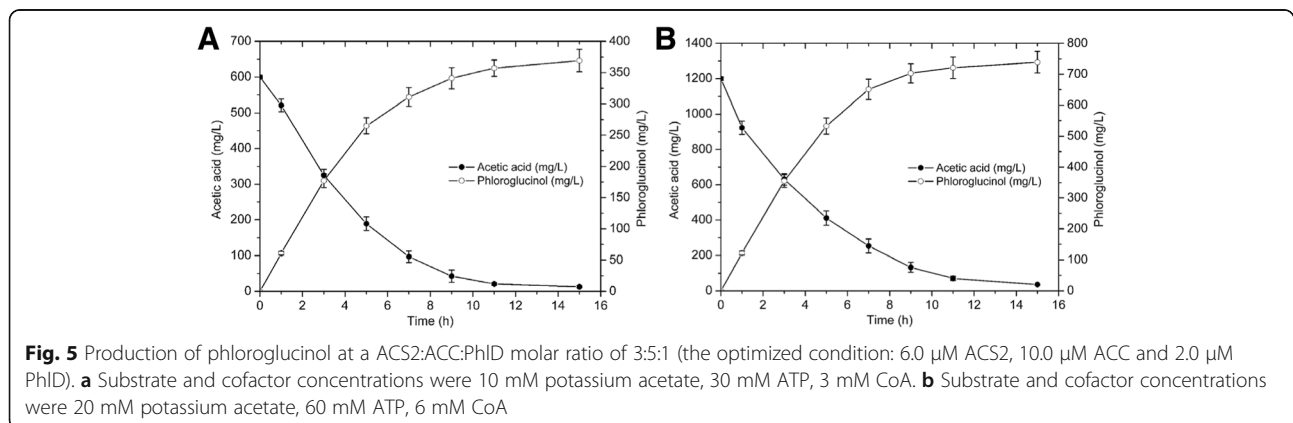 A
B
700
600
500
400
300
200
100
0
Acetic acid (mg/L)
400
350
300
250
200
150
100
50
0
Phloroglucinol (mg/L)
Acetic acid (mg/L)
Phloroglucinol (mg/L)
0 2 4 6 8 10 12 14 16
Time (h)
1400
1200
1000
800
600
400
200
0
Acetic acid (mg/L)
800
700
600
500
400
300
200
100
0
Phloroglucinol (mg/L)
Acetic acid (mg/L)
Phloroglucinol (mg/L)
0 2 4 6 8 10 12 14 16
Time (h)
Fig. 5 Production of phloroglucinol at a ACS2:ACC:PhlD molar ratio of 3:5:1 (the optimized condition: 6.0 μM ACS2, 10.0 μM ACC and 2.0 μM
PhlD). a Substrate and cofactor concentrations were 10 mM potassium acetate, 30 mM ATP, 3 mM CoA. b Substrate and cofactor concentrations
were 20 mM potassium acetate, 60 mM ATP, 6 mM CoA